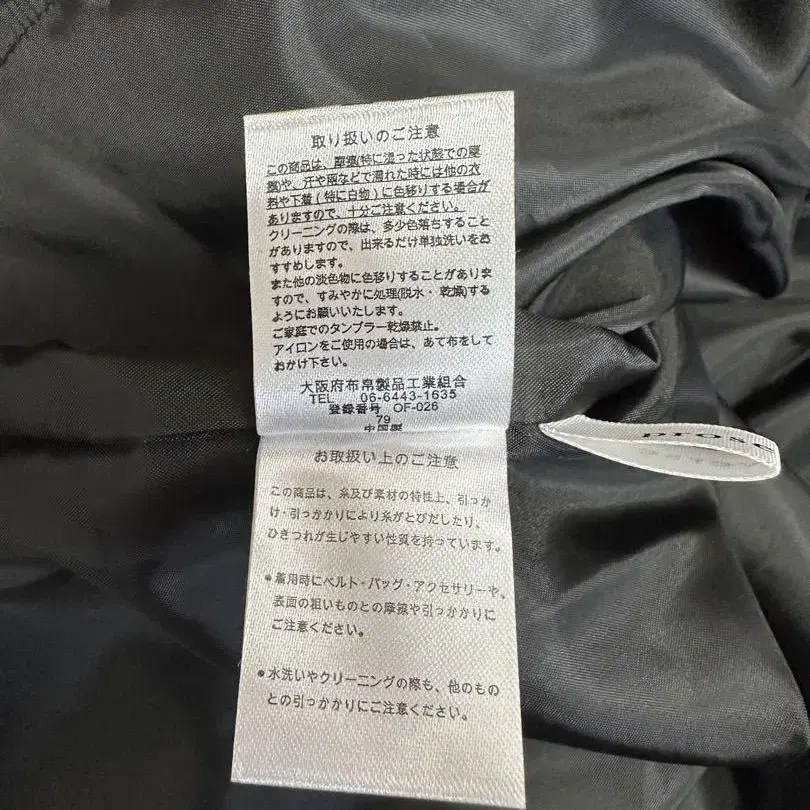 取り扱いのご注意
この商品は、摩擦(特に湿った状態での摩
擦)や、汗や雨などで濡れた時には他の衣
料や下着(特に白物)に色移りする場合が
ありますので、十分ご注意ください。
クリーニングの際は、多少色落ちすること
がありますので、出来るだけ単独洗いをお
すすめします。
また他の淡色物に色移りすることがありま
すので、すみやかに処理(脱水・乾燥)する
ようにお願いいたします。
ご家庭でのタンブラー乾燥禁止。
アイロンをご使用の場合は、あて布をして
おかけ下さい。
大阪府布帛製品工業組合
TEL 06-6443-1635
登録番号 OF-026
79
中国製
お取扱い上のご注意
この商品は、糸及び素材の特性上、引っか
け・引っかかりにより糸がとびだしたり、
ひきつれが生じやすい性質を持っています。
●着用時にベルト・バッグ・アクセサリーや、
表面の粗いものとの摩擦や引っかかりに
ご注意ください。
●水洗いやクリーニングの際も、他のもの
との引っかかりにご注意ください。